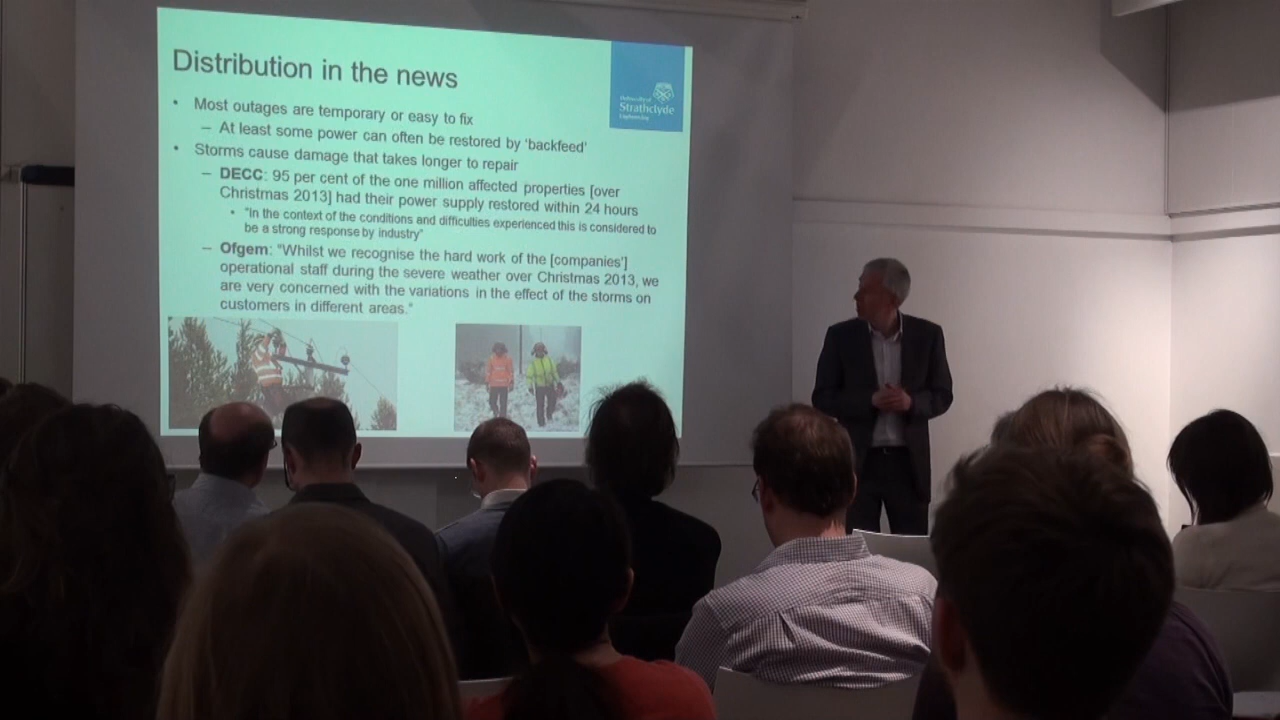 Distribution in the news
University of
Strathclyde
Engineering
• Most outages are temporary or easy to fix
– At least some power can often be restored by 'backfeed'
• Storms cause damage that takes longer to repair
– DECC: 95 per cent of the one million affected properties [over
Christmas 2013] had their power supply restored within 24 hours
• "In the context of the conditions and difficulties experienced this is considered to
be a strong response by industry"
– Ofgem: "Whilst we recognise the hard work of the [companies']
operational staff during the severe weather over Christmas 2013, we
are very concerned with the variations in the effect of the storms on
customers in different areas."